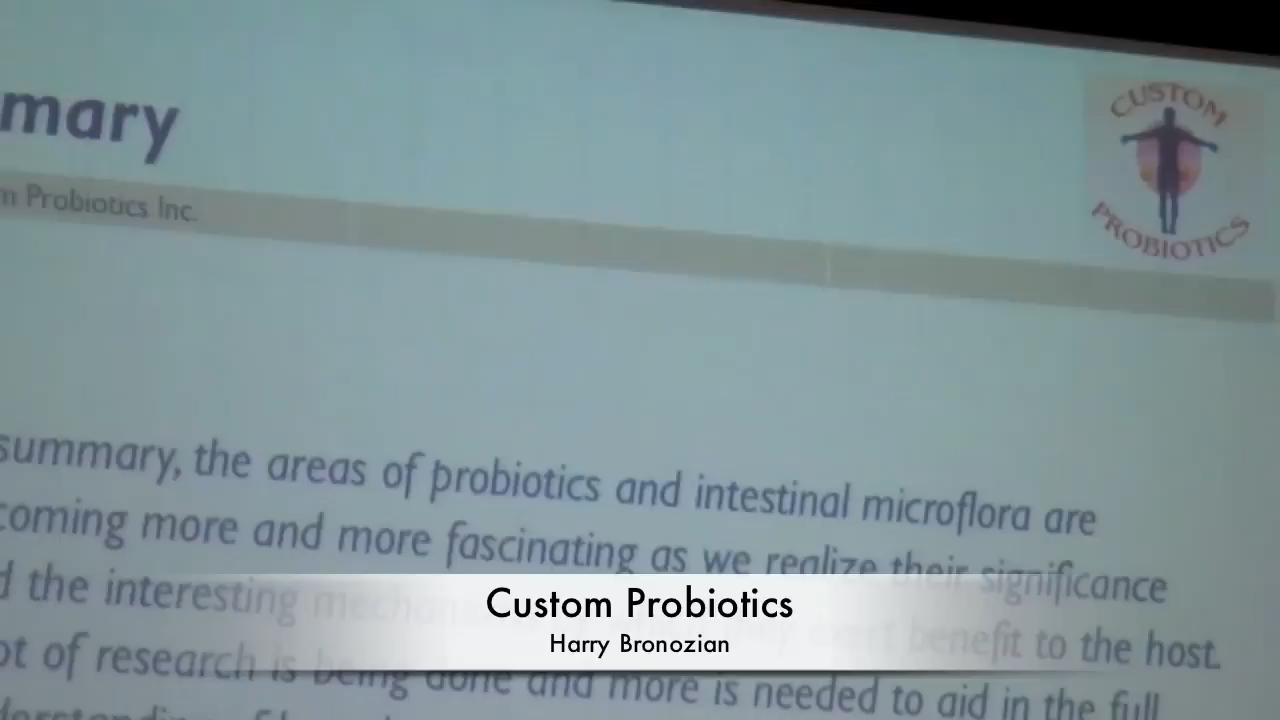 mary
m Probiotics Inc.
CUSTOM
PROBIOTICS
summary, the areas of probiotics and intestinal microflora are
coming more and more fascinating as we realize their significance
d the interesting benefit to the host.
ot of research is being done and more is needed to aid in the full
Custom Probiotics
Harry Bronozian